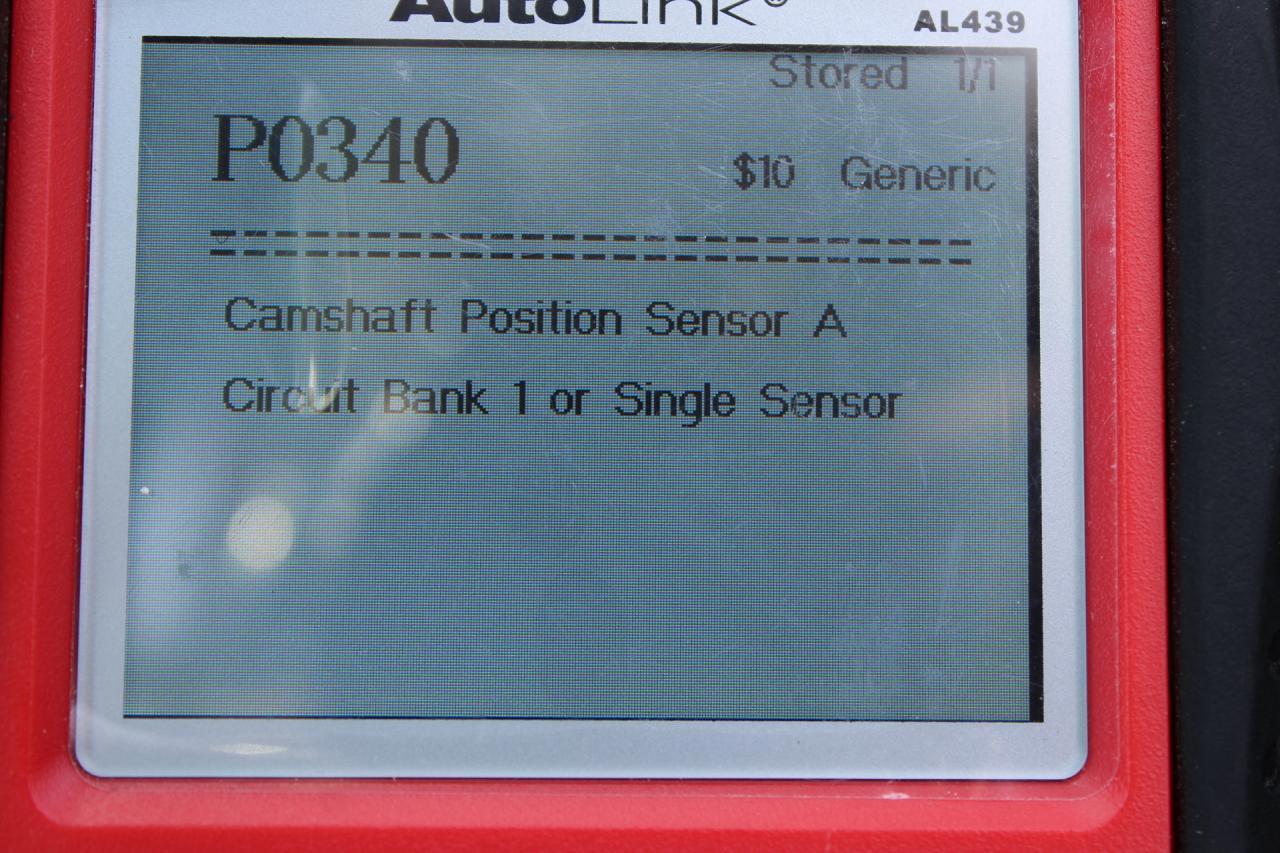 AutoLink®
AL439
Stored 1/1
P0340
$10 Generic
Camshaft Position Sensor A
Circuit Bank 1 or Single Sensor